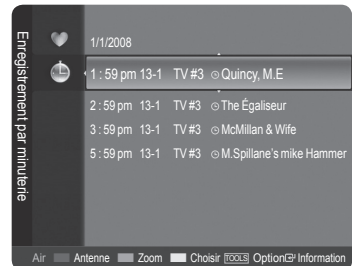 Enregistrement par minuterie
1/1/2008
1 : 59 pm 13-1 TV #3 Quincy, M.E
2 : 59 pm 13-1 TV #3 The Égaliseur
3 : 59 pm 13-1 TV #3 McMillan & Wife
5 : 59 pm 13-1 TV #3 M.Spillane's mike Hammer
Air Antenne Zoom Choisir TOOLS Option Information